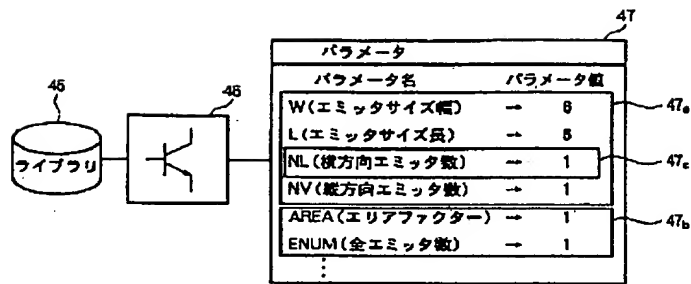 47
パラメータ
パラメータ名 パラメータ値
W(エミッタサイズ幅) → 6
L(エミッタサイズ長) → 5
NL(横方向エミッタ数) → 1
NV(縦方向エミッタ数) → 1
AREA(エリアファクター) → 1
ENUM(全エミッタ数) → 1
⋮
45
ライブラリ
46
47a
47c
47b